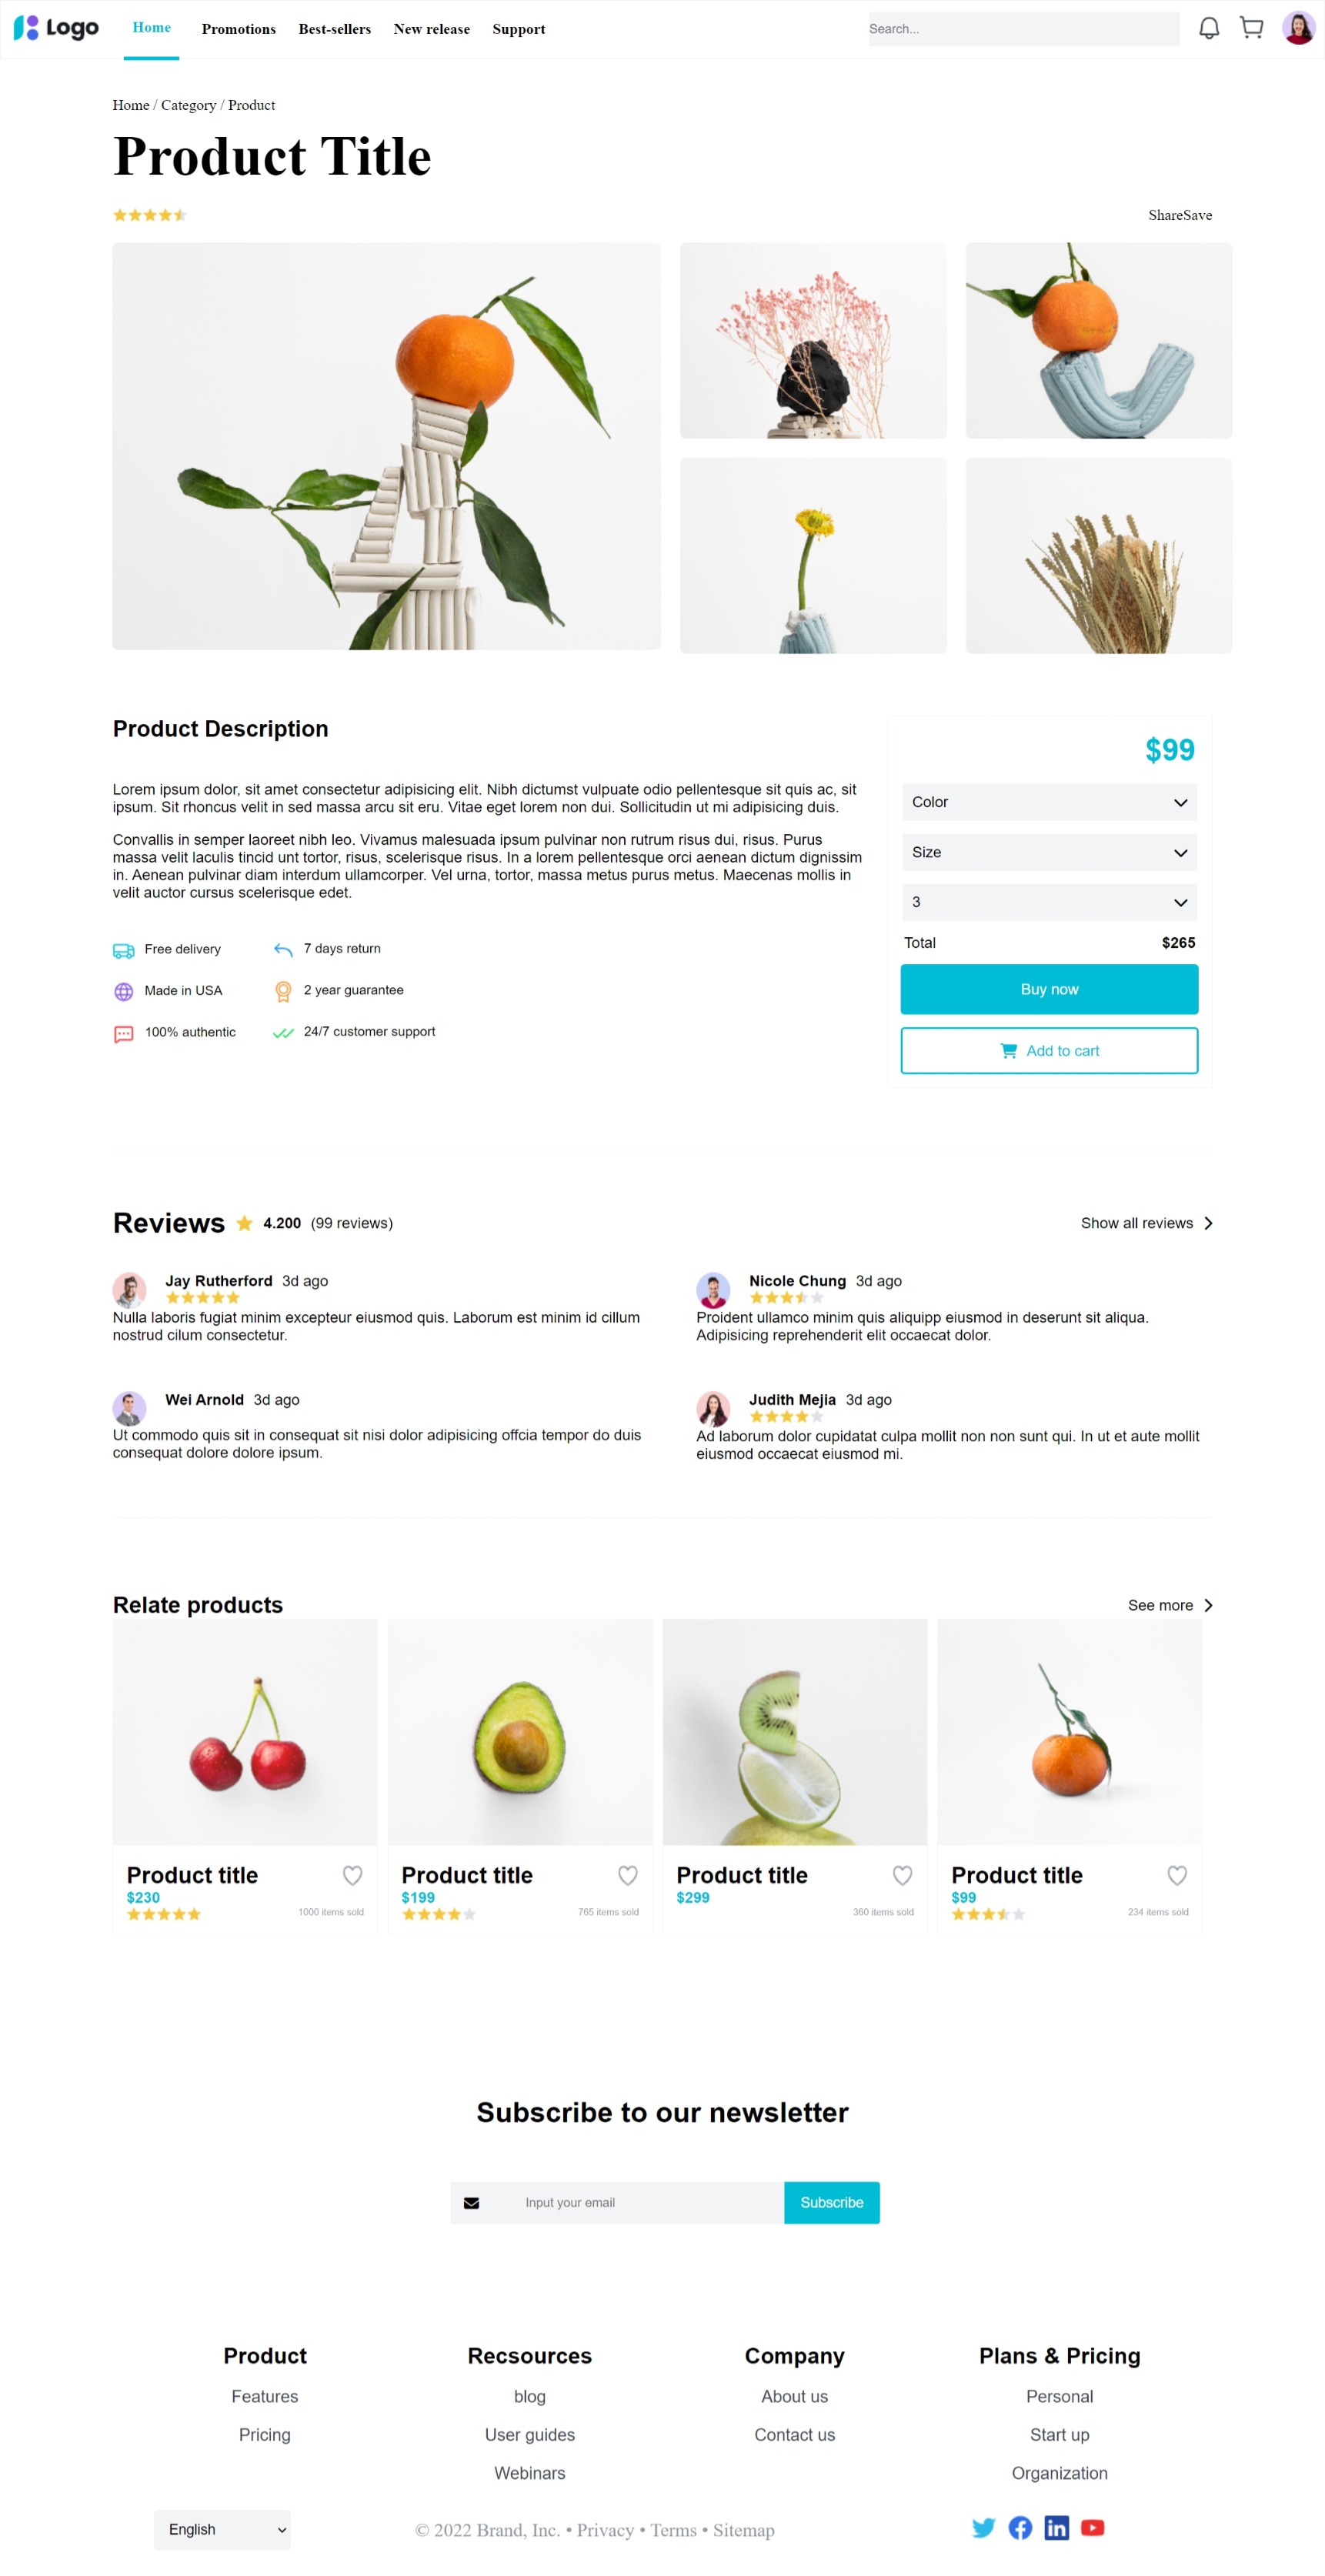 Logo
Home Promotions Best-sellers New release Support
Search...
Home / Category / Product
Product Title
ShareSave
Product Description
Lorem ipsum dolor, sit amet consectetur adipisicing elit. Nibh dictumst vulpuate odio pellentesque sit quis ac, sit
ipsum. Sit rhoncus velit in sed massa arcu sit eru. Vitae eget lorem non dui. Sollicitudin ut mi adipisicing duis.
Convallis in semper laoreet nibh leo. Vivamus malesuada ipsum pulvinar non rutrum risus dui, risus. Purus
massa velit laculis tincid unt tortor, risus, scelerisque risus. In a lorem pellentesque orci aenean dictum dignissim
in. Aenean pulvinar diam interdum ullamcorper. Vel urna, tortor, massa metus purus metus. Maecenas mollis in
velit auctor cursus scelerisque edet.
Free delivery
7 days return
Made in USA
2 year guarantee
100% authentic
24/7 customer support
$99
Color
Size
3
Total $265
Buy now
Add to cart
Reviews 4.200 (99 reviews)
Show all reviews
Jay Rutherford 3d ago
Nulla laboris fugiat minim excepteur eiusmod quis. Laborum est minim id cillum
nostrud cilum consectetur.
Nicole Chung 3d ago
Proident ullamco minim quis aliquipp eiusmod in deserunt sit aliqua.
Adipisicing reprehenderit elit occaecat dolor.
Wei Arnold 3d ago
Ut commodo quis sit in consequat sit nisi dolor adipisicing offcia tempor do duis
consequat dolore dolore ipsum.
Judith Mejia 3d ago
Ad laborum dolor cupidatat culpa mollit non non sunt qui. In ut et aute mollit
eiusmod occaecat eiusmod mi.
Relate products
See more
Product title
$230
1000 items sold
Product title
$199
765 items sold
Product title
$299
360 items sold
Product title
$99
234 items sold
Subscribe to our newsletter
Input your email
Subscribe
Product
Features
Pricing
Recsources
blog
User guides
Webinars
Company
About us
Contact us
Plans & Pricing
Personal
Start up
Organization
English
© 2022 Brand, Inc. • Privacy • Terms • Sitemap
in